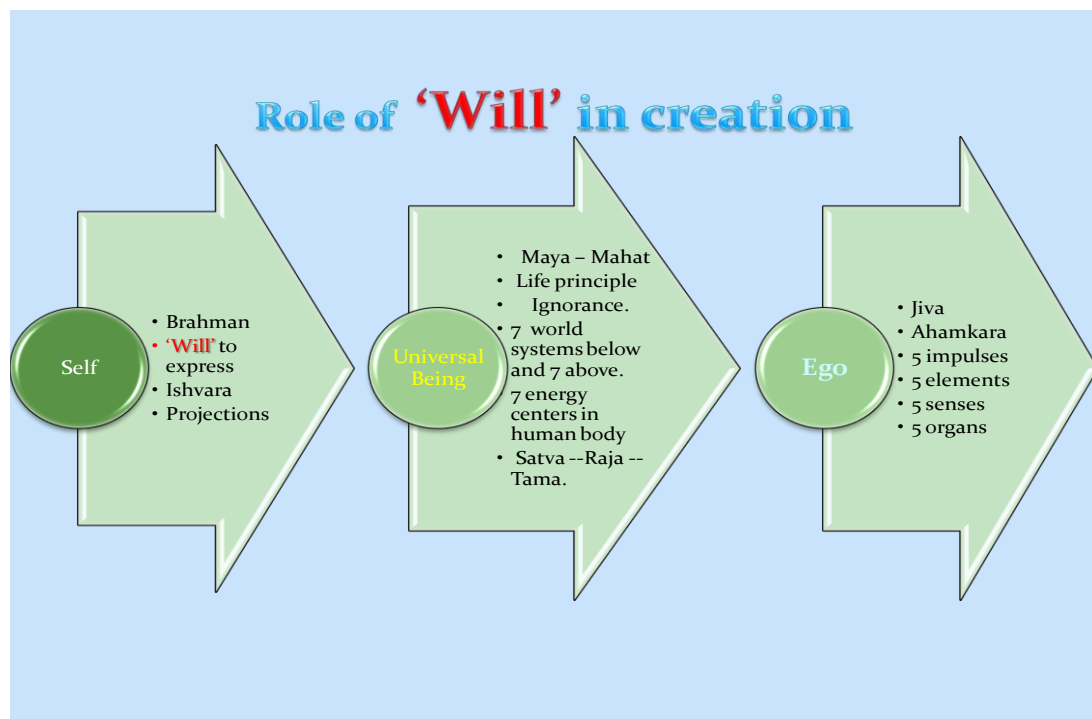 Role of ‘Will’ in creation
Self
• Brahman
• ‘Will’ to
express
• Ishvara
• Projections
Universal
Being
• Maya – Mahat
• Life principle
• Ignorance.
• 7 world
systems below
and 7 above.
• 7 energy
centers in
human body
• Satva --Raja --
Tama.
Ego
• Jiva
• Ahamkara
• 5 impulses
• 5 elements
• 5 senses
• 5 organs